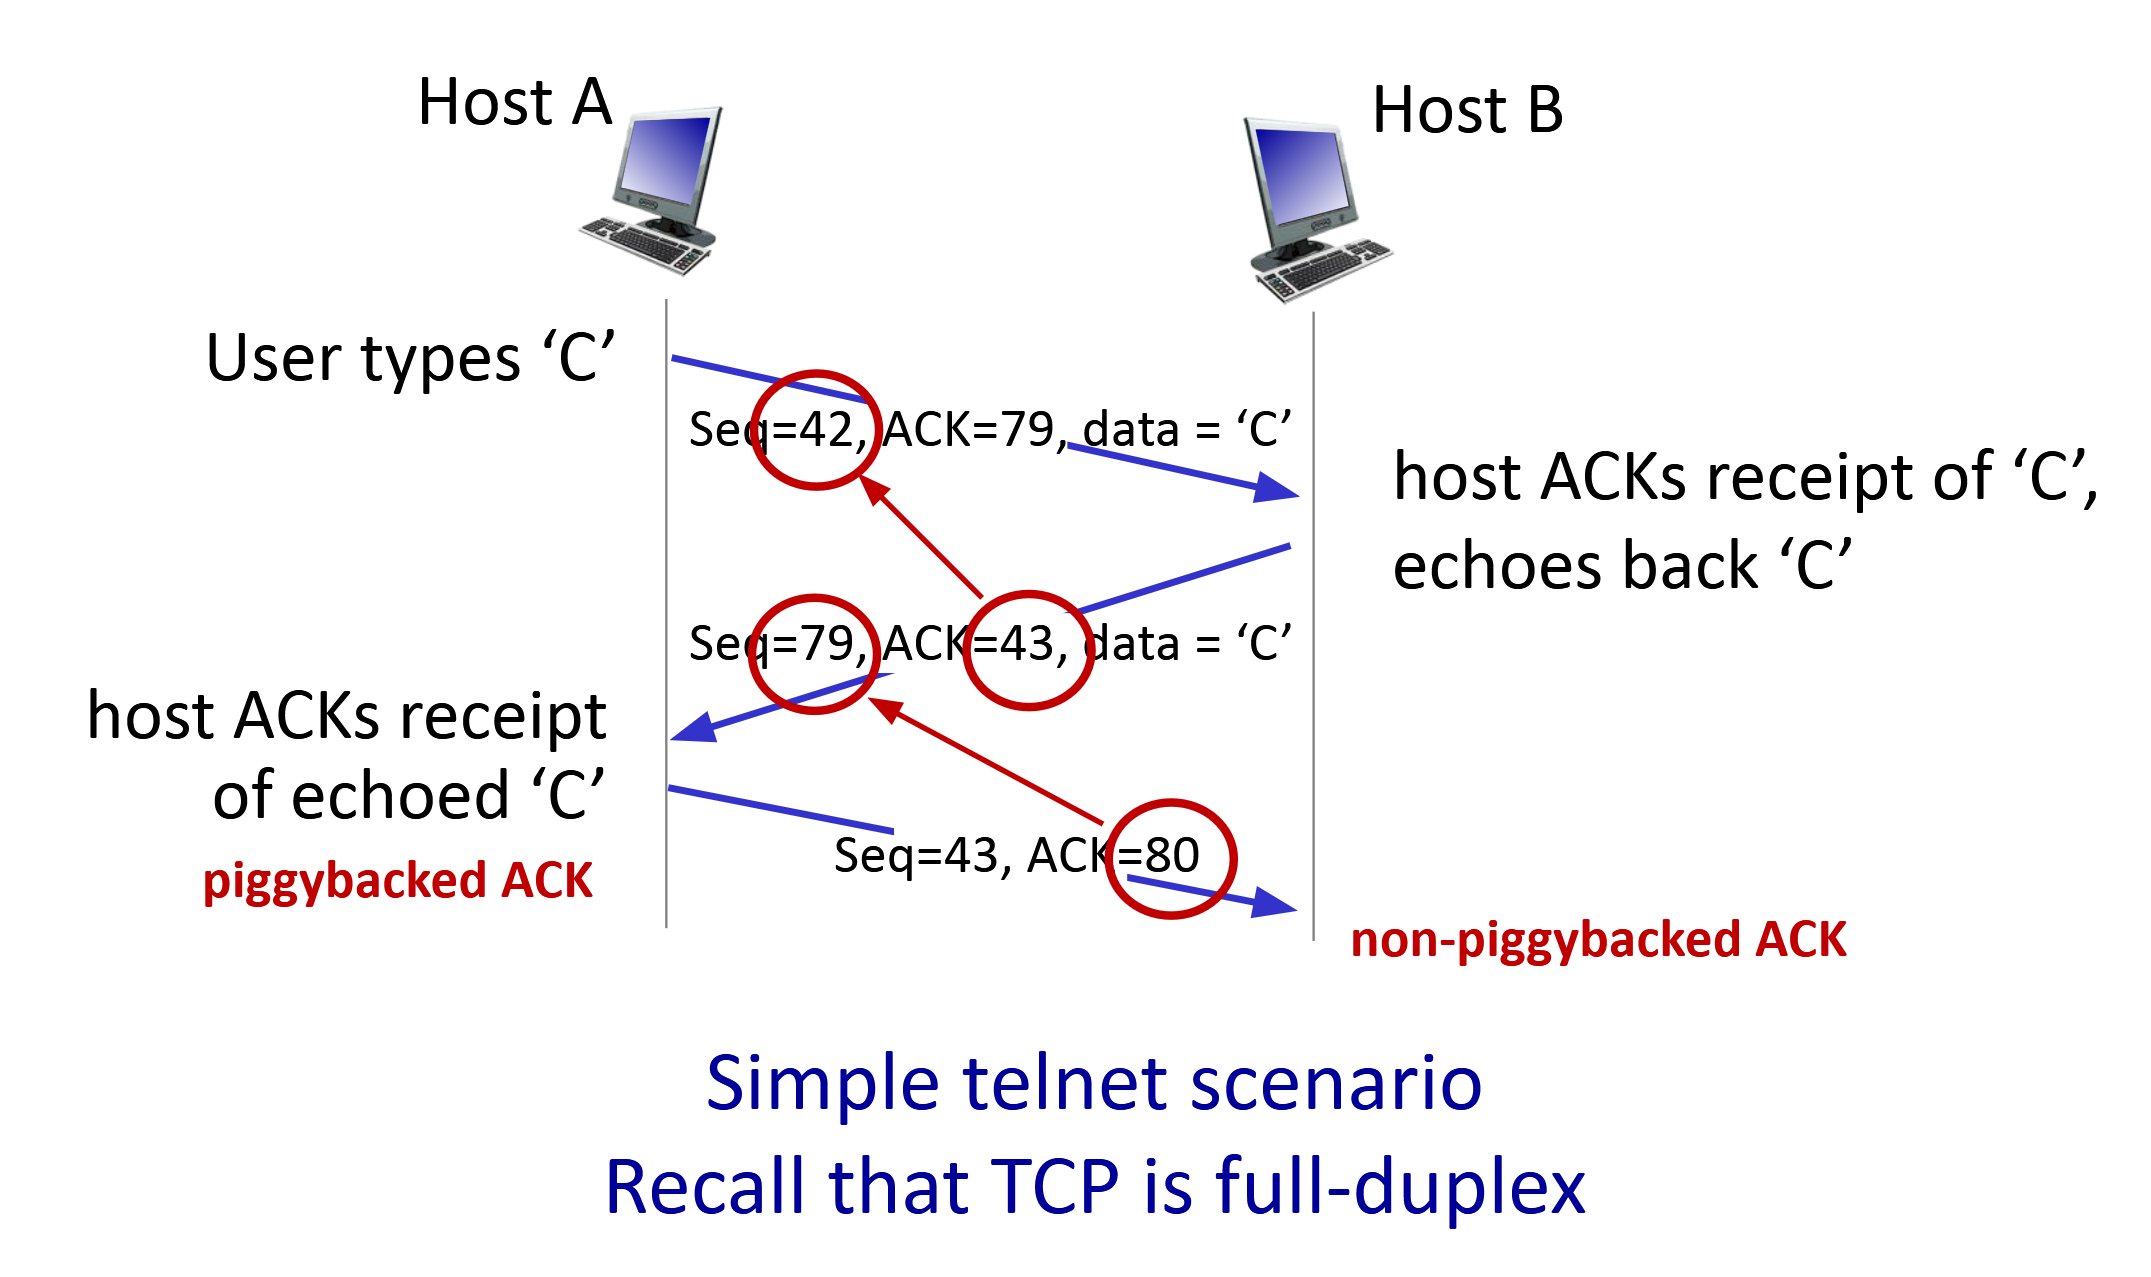 Host A
Host B
User types ‘C’
Seq=42, ACK=79, data = ‘C’
host ACKs receipt of ‘C’,
echoes back ‘C’
Seq=79, ACK=43, data = ‘C’
host ACKs receipt
of echoed ‘C’
Seq=43, ACK=80
piggybacked ACK
non-piggybacked ACK
Simple telnet scenario
Recall that TCP is full-duplex